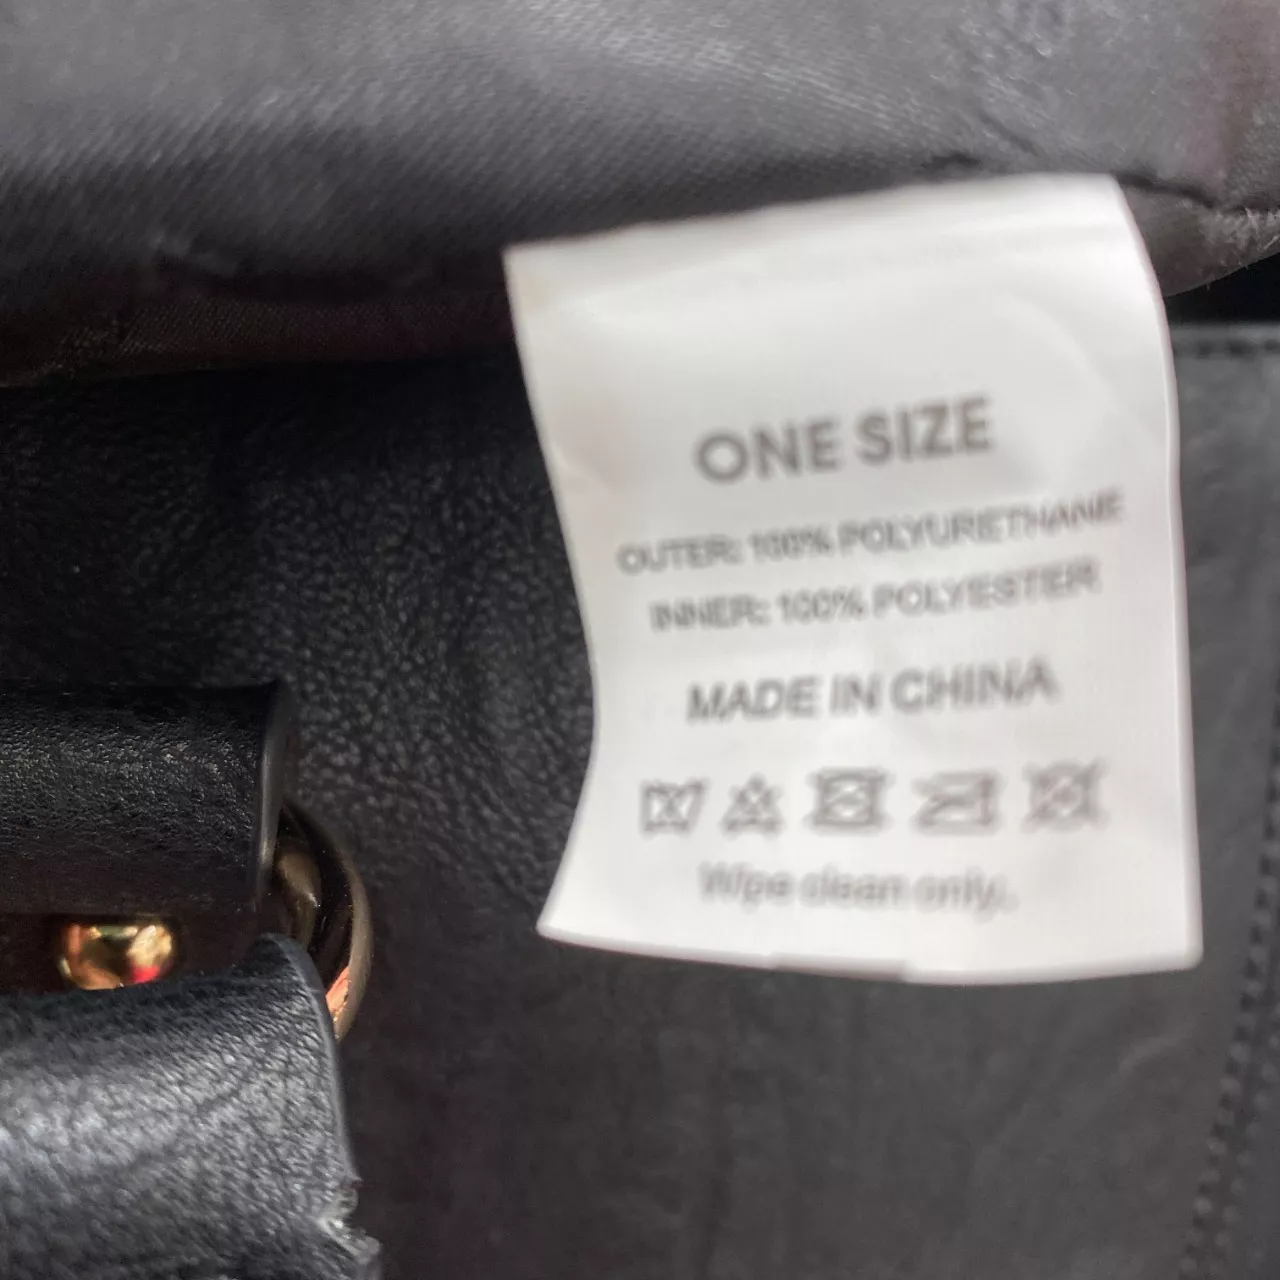 ONE SIZE
OUTER: 100% POLYURETHANE
INNER: 100% POLYESTER
MADE IN CHINA
Wipe clean only.